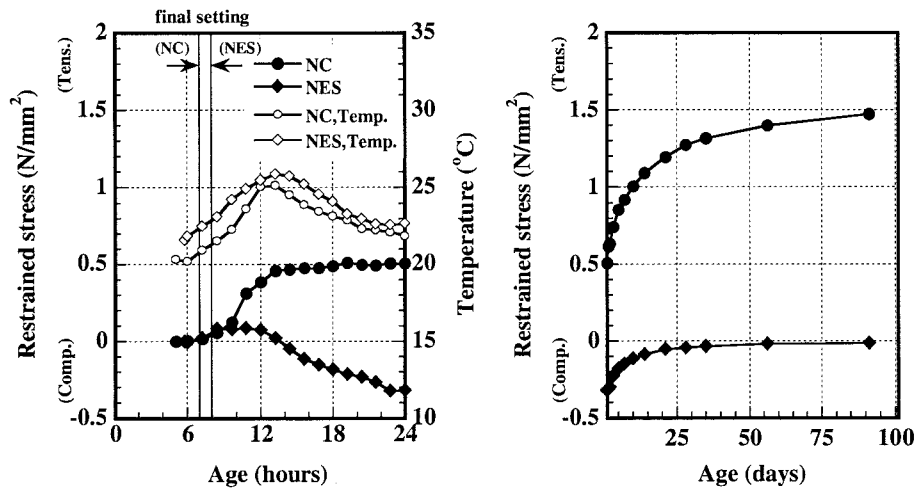 final setting
(NC) (NES)
NC
NES
NC,Temp.
NES,Temp.
Restrained stress (N/mm²)
(Tens.)
(Comp.)
2
1.5
1
0.5
0
-0.5
35
30
25
20
15
10
Temperature (°C)
0 6 12 18 24
Age (hours)
Restrained stress (N/mm²)
(Tens.)
(Comp.)
2
1.5
1
0.5
0
-0.5
25 50 75 100
Age (days)